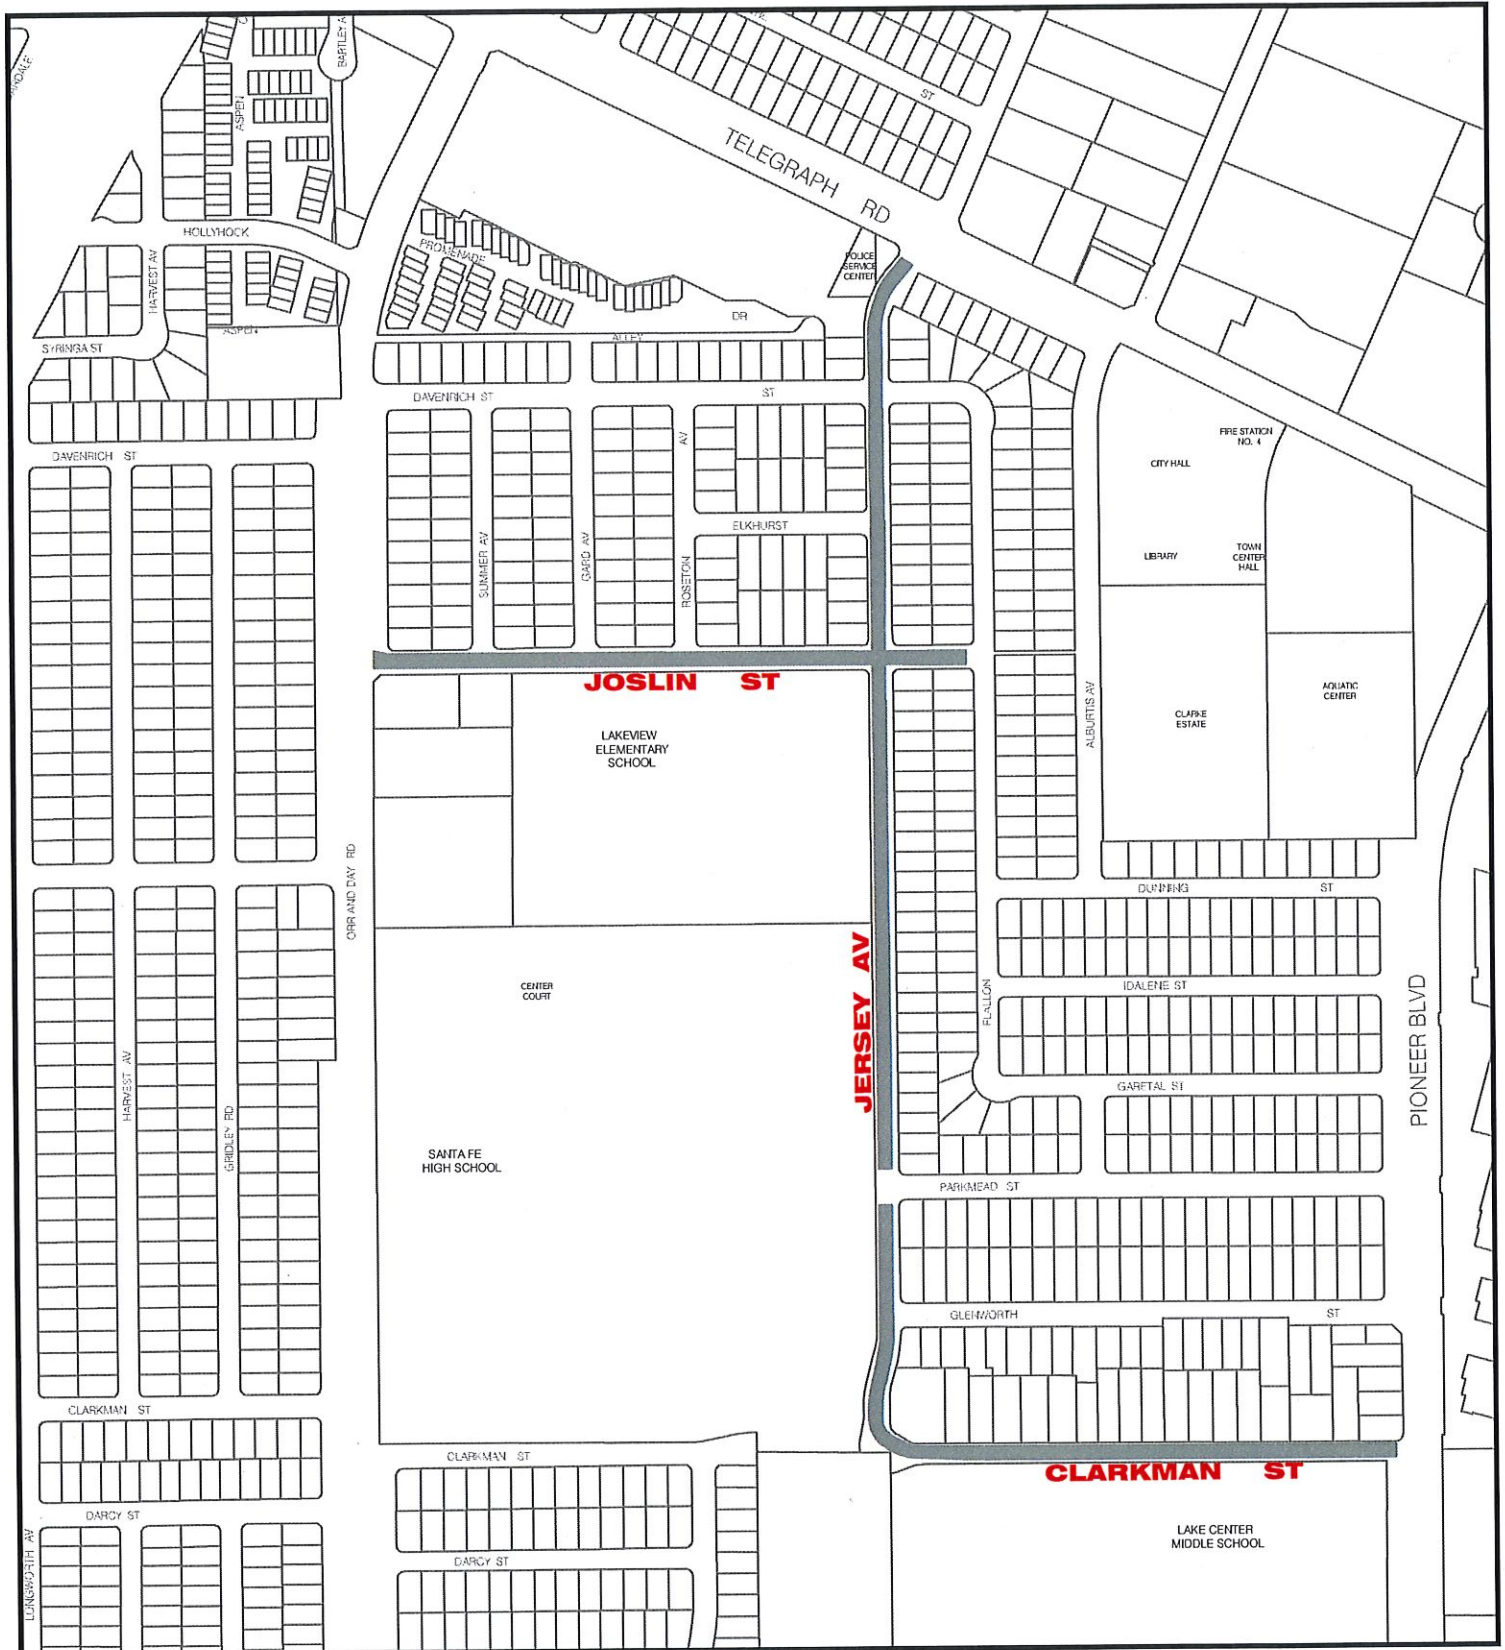 BARTLEY A
ASPEN
ST
TELEGRAPH RD
HOLLYHOCK
PROMENADE
POLICE
SERVICE
CENTER
HARVEST AV
DR
ASPEN
ALLEY
SYRINGA ST
DAVENRICH ST
ST
FIRE STATION
NO. 4
AV
CITY HALL
DAVENRICH ST
ELKHURST
SUMMER AV
GARD AV
ROSETON
LIBRARY
TOWN
CENTER
HALL
JOSLIN ST
ALBURTIS AV
AQUATIC
CENTER
CLARKE
ESTATE
LAKEVIEW
ELEMENTARY
SCHOOL
ORR AND DAY RD
DUNNING ST
JERSEY AV
CENTER
COURT
FLALLON
IDALENE ST
PIONEER BLVD
HARVEST AV
GRIDLEY RD
GARETAL ST
SANTA FE
HIGH SCHOOL
PARKMEAD ST
GLENWORTH ST
CLARKMAN ST
CLARKMAN ST
CLARKMAN ST
DARCY ST
LAKE CENTER
MIDDLE SCHOOL
LONGWORTH AV
DARCY ST